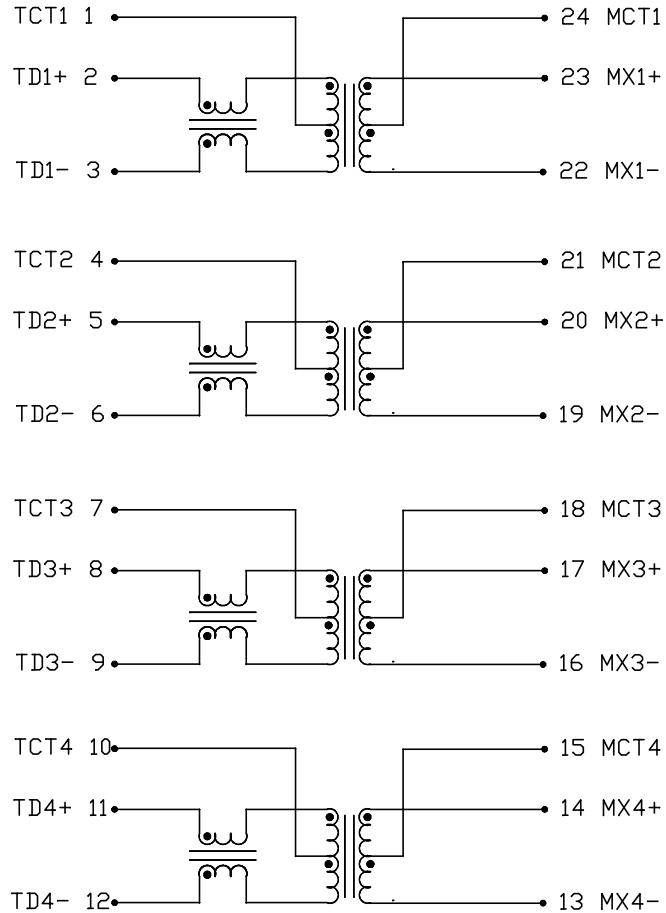 TCT1 1 24 MCT1
TD1+ 2 23 MX1+
TD1- 3 22 MX1-
TCT2 4 21 MCT2
TD2+ 5 20 MX2+
TD2- 6 19 MX2-
TCT3 7 18 MCT3
TD3+ 8 17 MX3+
TD3- 9 16 MX3-
TCT4 10 15 MCT4
TD4+ 11 14 MX4+
TD4- 12 13 MX4-